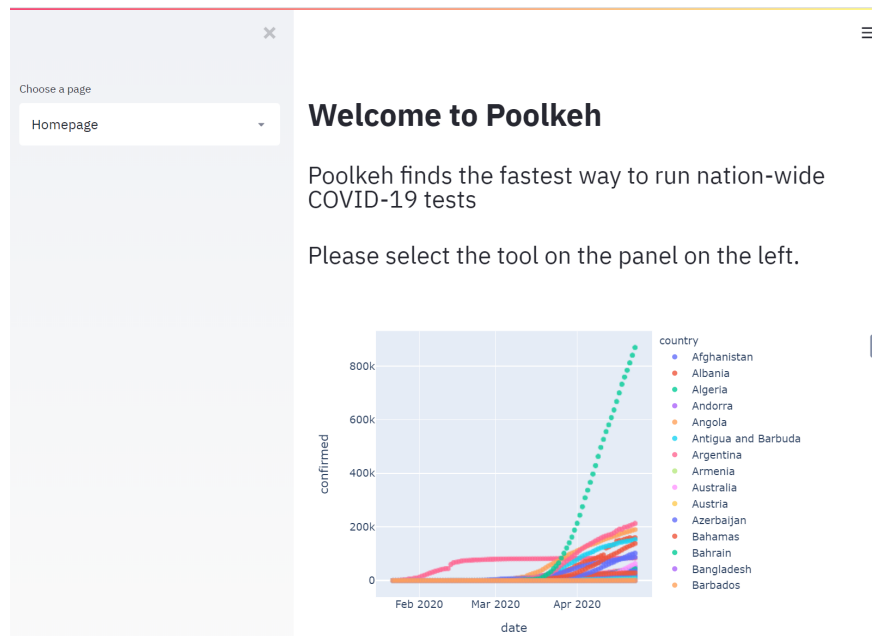 Choose a page
Homepage
Welcome to Poolkeh
Poolkeh finds the fastest way to run nation-wide
COVID-19 tests
Please select the tool on the panel on the left.
800k
600k
400k
200k
0
confirmed
Feb 2020
Mar 2020
Apr 2020
date
country
Afghanistan
Albania
Algeria
Andorra
Angola
Antigua and Barbuda
Argentina
Armenia
Australia
Austria
Azerbaijan
Bahamas
Bahrain
Bangladesh
Barbados